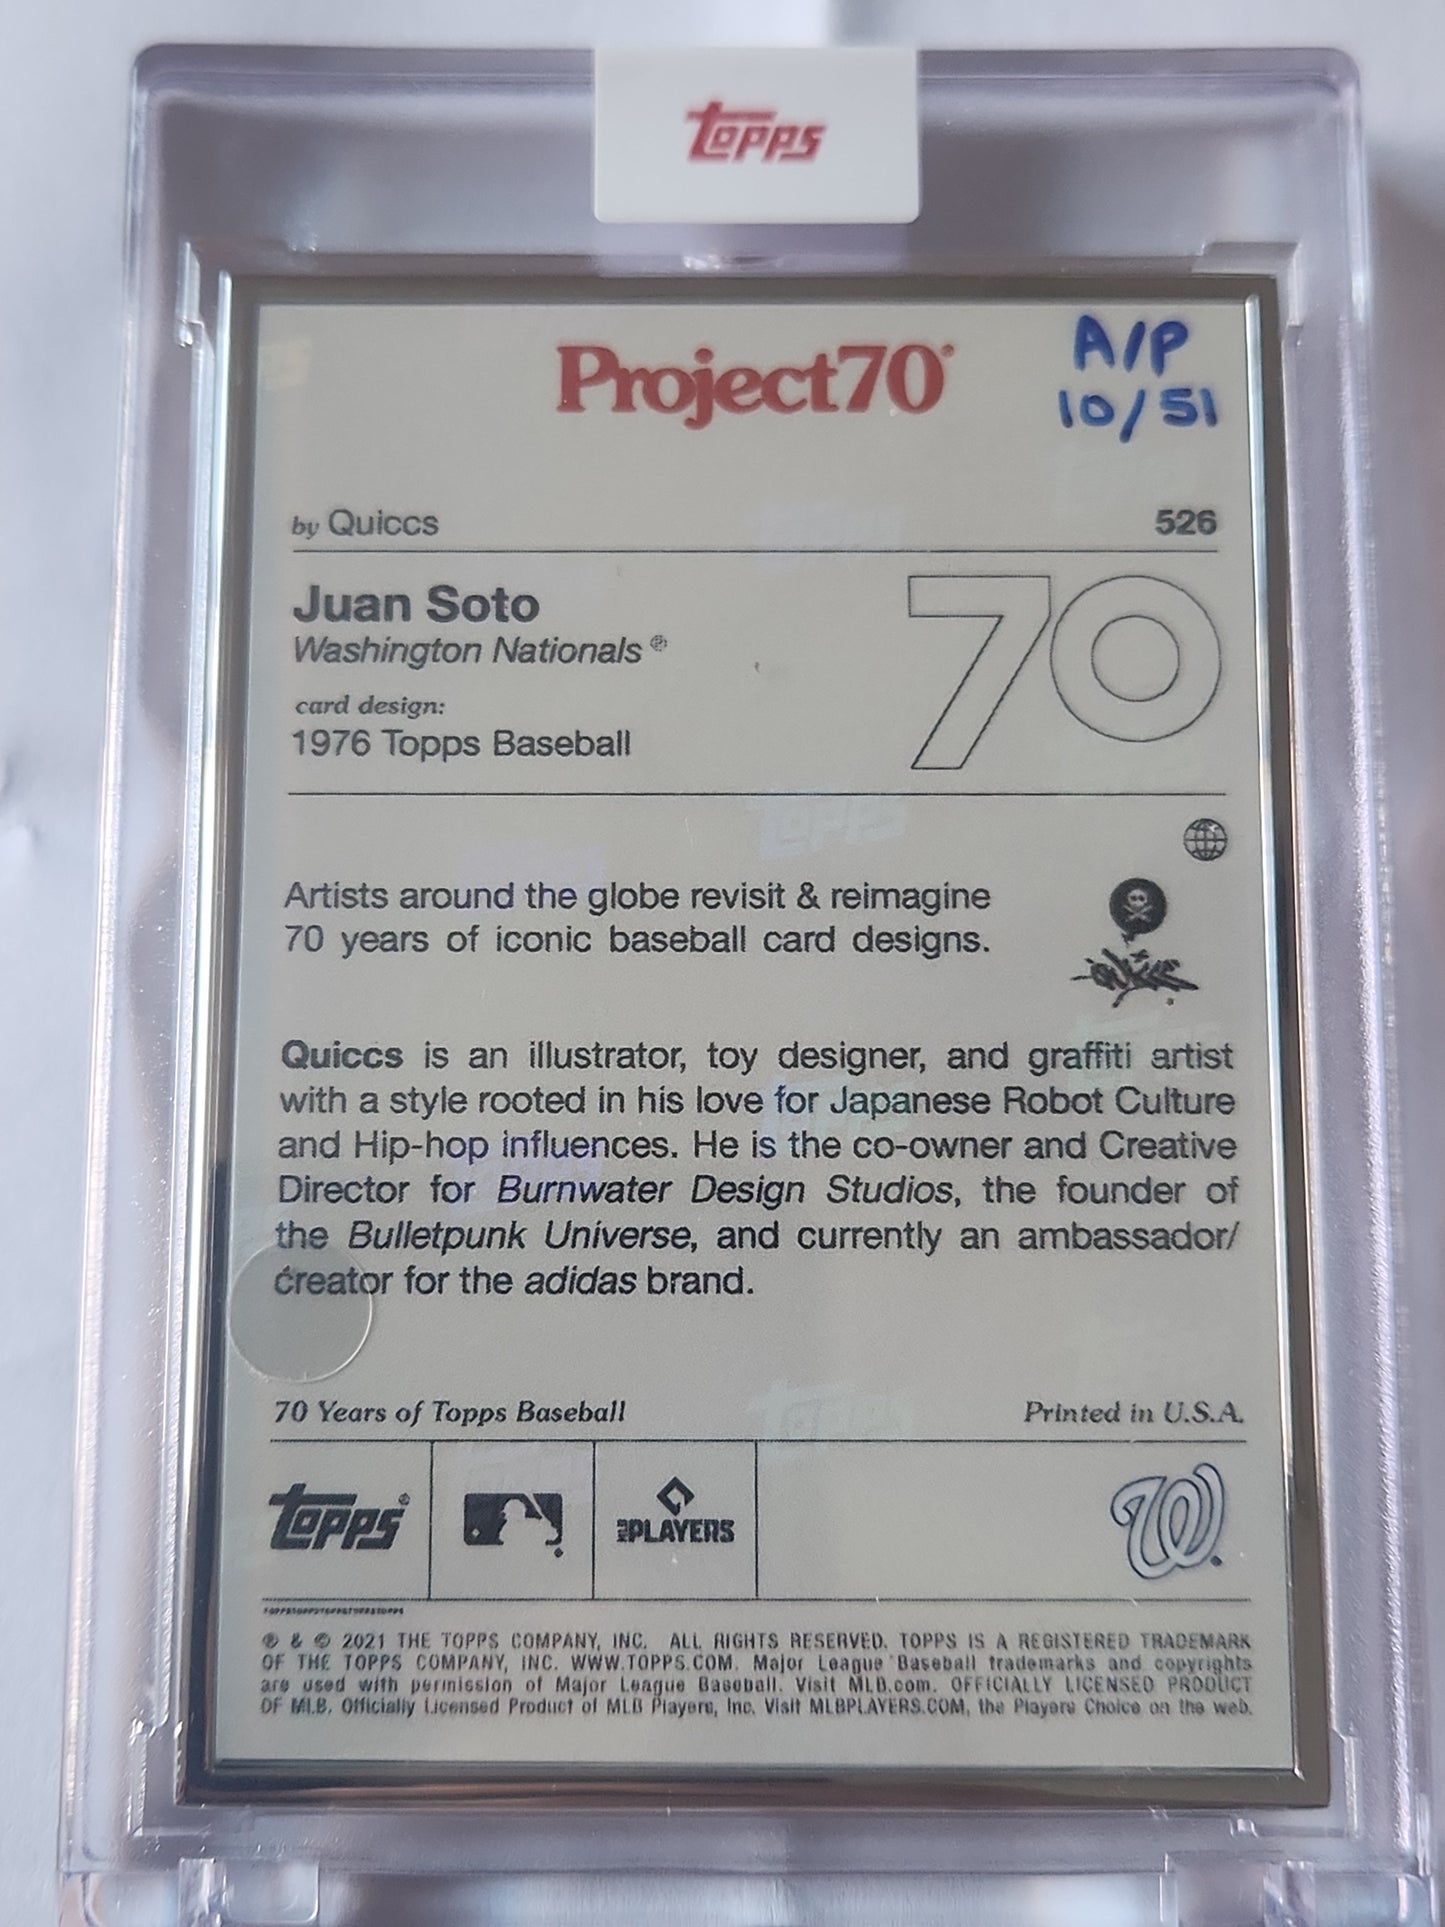 Topps
Project70®
A/P
10/51
by Quiccs
526
Juan Soto
Washington Nationals®
card design:
1976 Topps Baseball
70
Artists around the globe revisit & reimagine
70 years of iconic baseball card designs.
Quiccs
Quiccs is an illustrator, toy designer, and graffiti artist
with a style rooted in his love for Japanese Robot Culture
and Hip-hop influences. He is the co-owner and Creative
Director for Burnwater Design Studios, the founder of
the Bulletpunk Universe, and currently an ambassador/
creator for the adidas brand.
70 Years of Topps Baseball
Printed in U.S.A.
Topps®
MLB PLAYERS
W
® & © 2021 THE TOPPS COMPANY, INC. ALL RIGHTS RESERVED. TOPPS IS A REGISTERED TRADEMARK
OF THE TOPPS COMPANY, INC. WWW.TOPPS.COM. Major League Baseball trademarks and copyrights
are used with permission of Major League Baseball. Visit MLB.com. OFFICIALLY LICENSED PRODUCT
OF MLB. Officially Licensed Product of MLB Players, Inc. Visit MLBPLAYERS.COM, the Players Choice on the web.